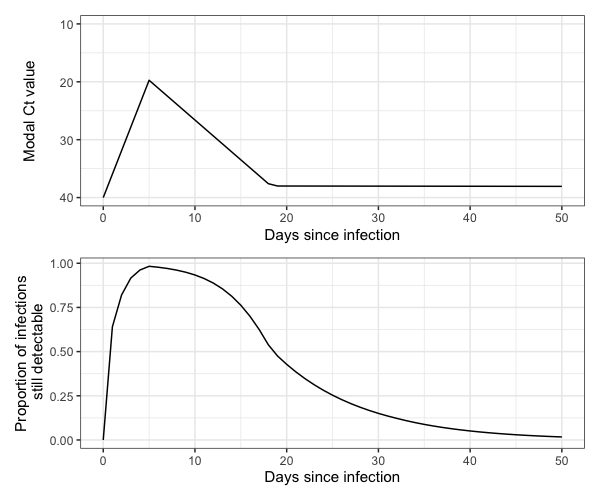 Modal Ct value
10
20
30
40
0 10 20 30 40 50
Days since infection
Proportion of infections
still detectable
1.00
0.75
0.50
0.25
0.00
0 10 20 30 40 50
Days since infection